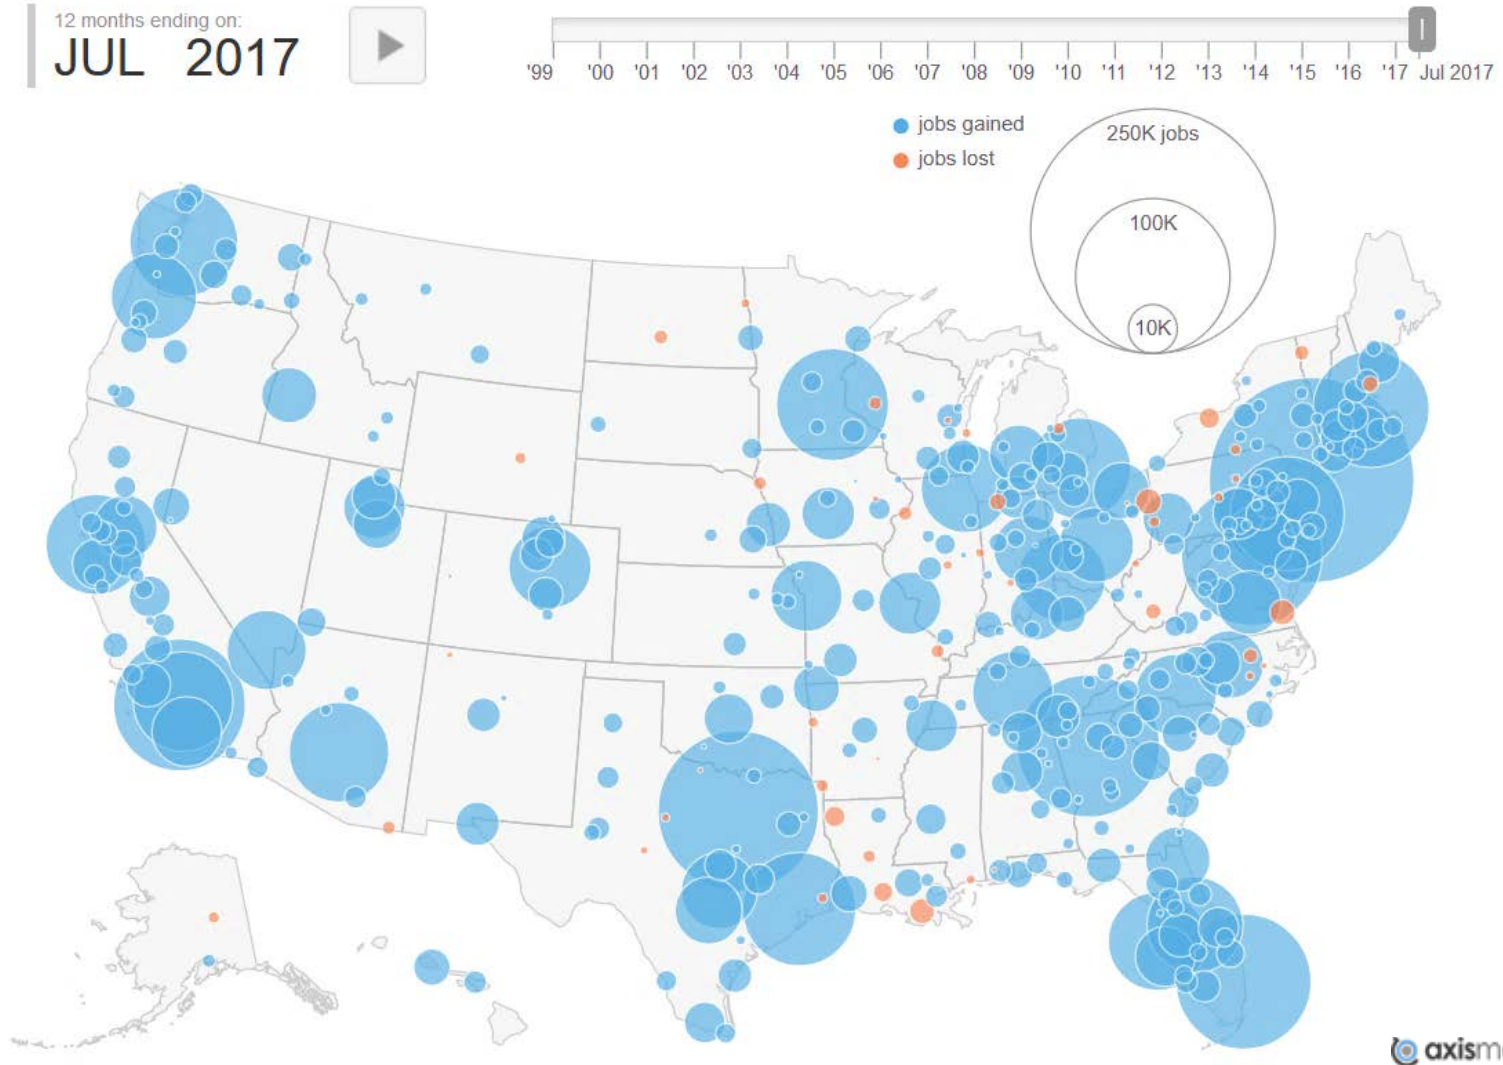 12 months ending on:
JUL 2017
'99 '00 '01 '02 '03 '04 '05 '06 '07 '08 '09 '10 '11 '12 '13 '14 '15 '16 '17 Jul 2017
jobs gained
jobs lost
250K jobs
100K
10K
axism